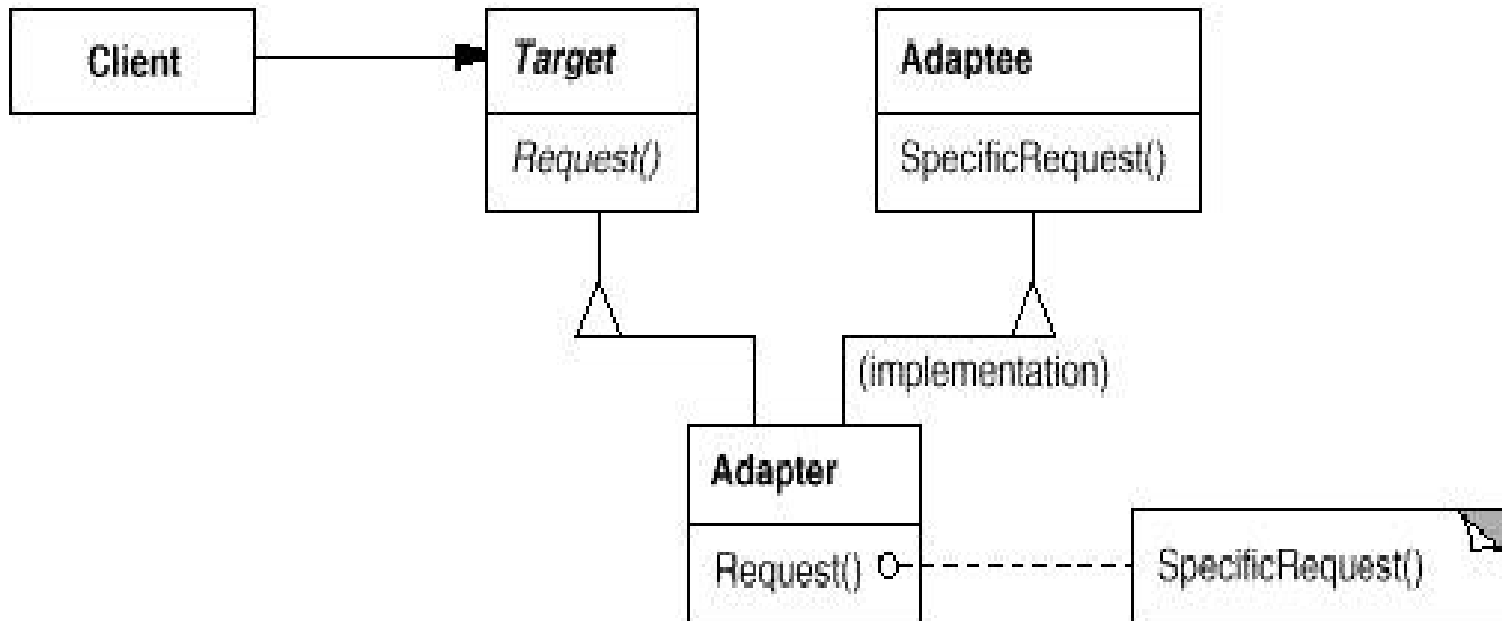 Client
Target
Request()
Adaptee
SpecificRequest()
(implementation)
Adapter
Request()
SpecificRequest()